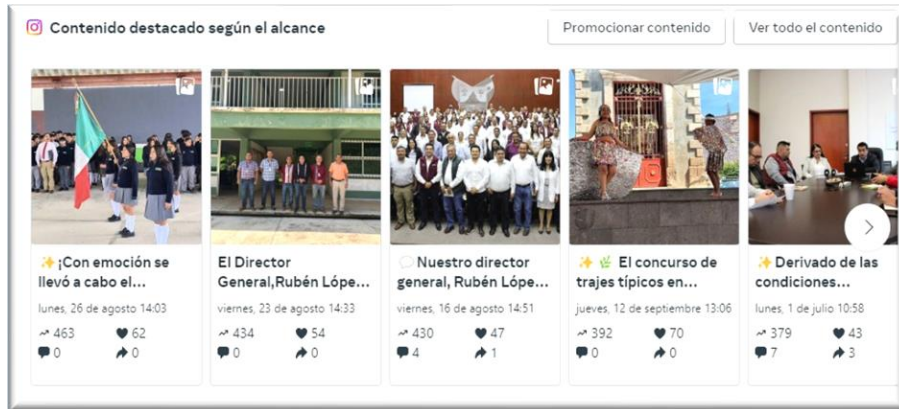 Contenido destacado según el alcance
Promocionar contenido
Ver todo el contenido
✨ ¡Con emoción se
llevó a cabo el...
lunes, 26 de agosto 14:03
463 62
0 0
El Director
General,Rubén Lópe...
viernes, 23 de agosto 14:33
434 54
0 0
💬Nuestro director
general, Rubén Lópe...
viernes, 16 de agosto 14:51
430 47
4 1
✨ 🌿 El concurso de
trajes típicos en...
jueves, 12 de septiembre 13:06
392 70
0 0
✨ Derivado de las
condiciones...
lunes, 1 de julio 10:58
379 43
7 3